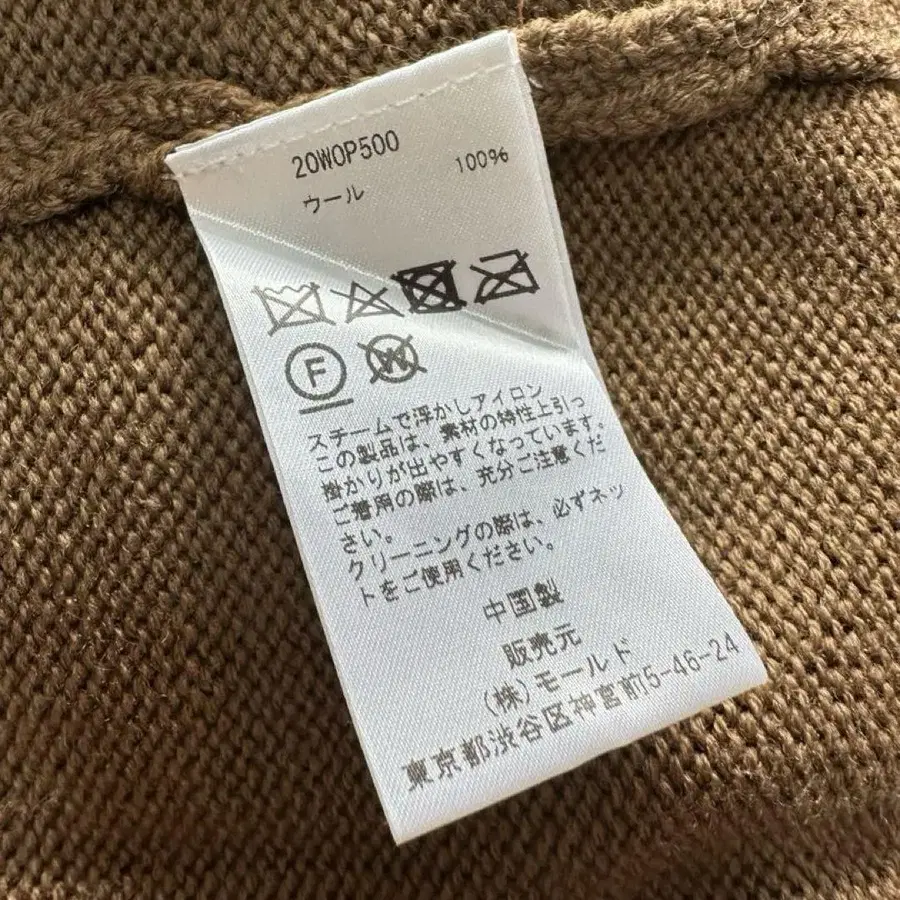 20WOP500
ウール 100%
F
W
スチームで浮かしアイロン
この製品は、素材の特性上引っ
掛かりが出やすくなっています。
ご着用の際は、充分ご注意くだ
さい。
クリーニングの際は、必ずネッ
トをご使用ください。
中国製
販売元
(株)モールド
東京都渋谷区神宮前5-46-24